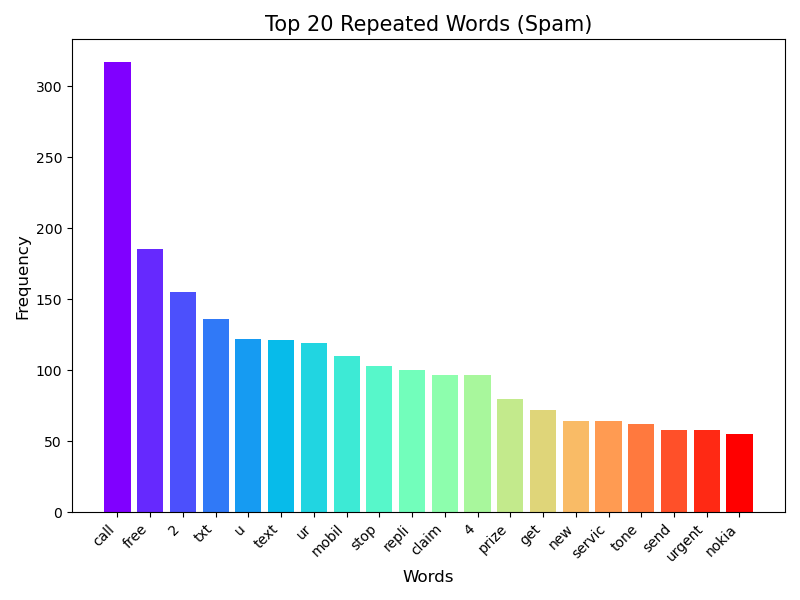 Top 20 Repeated Words (Spam)
Frequency
300
250
200
150
100
50
0
call
free
2
txt
u
text
ur
mobil
stop
repli
claim
4
prize
get
new
servic
tone
send
urgent
nokia
Words